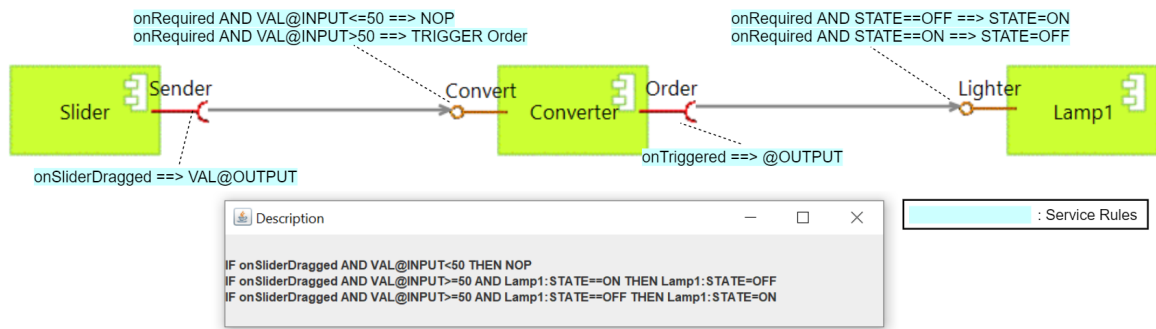 onRequired AND VAL@INPUT<=50 ==> NOP
onRequired AND VAL@INPUT>50 ==> TRIGGER Order
onRequired AND STATE==OFF ==> STATE=ON
onRequired AND STATE==ON ==> STATE=OFF
Slider
Sender
Convert
Converter
Order
Lighter
Lamp1
onSliderDragged ==> VAL@OUTPUT
onTriggered ==> @OUTPUT
Description
IF onSliderDragged AND VAL@INPUT<50 THEN NOP
IF onSliderDragged AND VAL@INPUT>=50 AND Lamp1:STATE==ON THEN Lamp1:STATE=OFF
IF onSliderDragged AND VAL@INPUT>=50 AND Lamp1:STATE==OFF THEN Lamp1:STATE=ON
: Service Rules